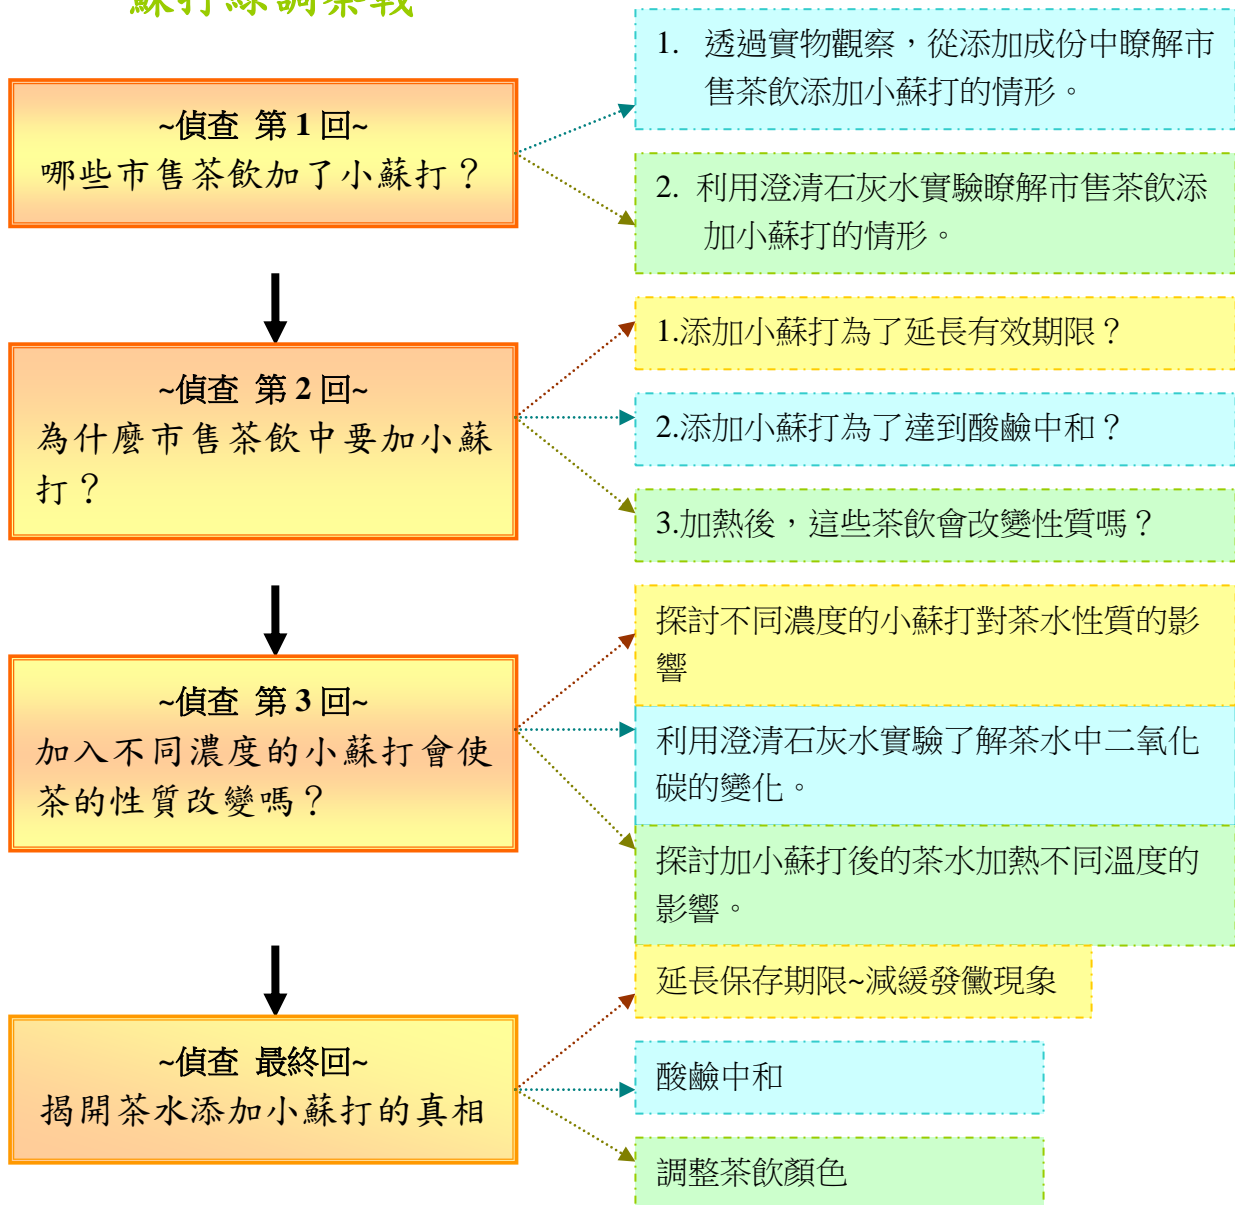 蘇打綠調茶戰
~偵查 第 1 回~
哪些市售茶飲加了小蘇打？
1. 透過實物觀察，從添加成份中瞭解市
售茶飲添加小蘇打的情形。
2. 利用澄清石灰水實驗瞭解市售茶飲添
加小蘇打的情形。
~偵查 第 2 回~
為什麼市售茶飲中要加小蘇
打？
1.添加小蘇打為了延長有效期限？
2.添加小蘇打為了達到酸鹼中和？
3.加熱後，這些茶飲會改變性質嗎？
~偵查 第 3 回~
加入不同濃度的小蘇打會使
茶的性質改變嗎？
探討不同濃度的小蘇打對茶水性質的影
響
利用澄清石灰水實驗了解茶水中二氧化
碳的變化。
探討加小蘇打後的茶水加熱不同溫度的
影響。
~偵查 最終回~
揭開茶水添加小蘇打的真相
延長保存期限~減緩發黴現象
酸鹼中和
調整茶飲顏色